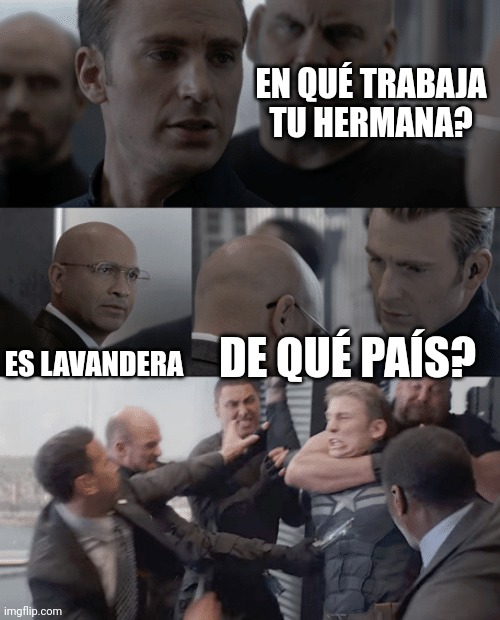 EN QUÉ TRABAJA
TU HERMANA?
ES LAVANDERA
DE QUÉ PAÍS?
imgflip.com